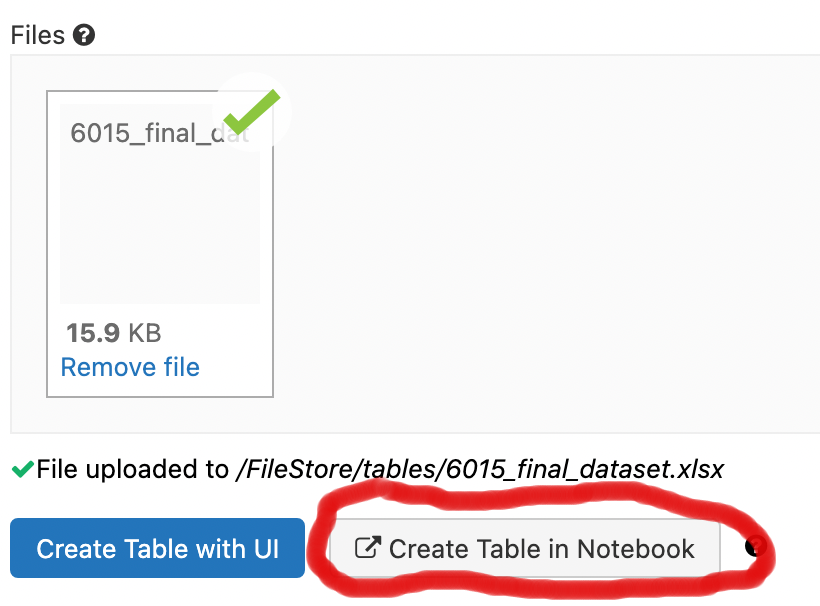 Files
6015_final_dat
15.9 KB
Remove file
File uploaded to /FileStore/tables/6015_final_dataset.xlsx
Create Table with UI
Create Table in Notebook